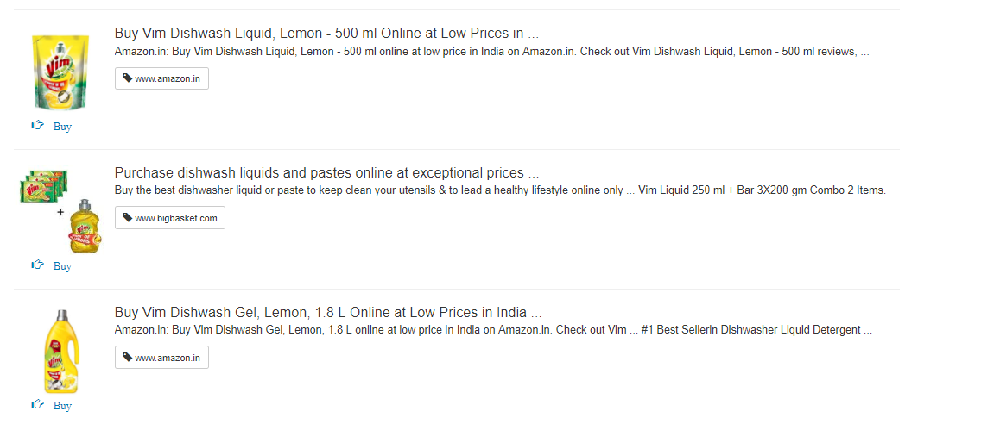 Buy Vim Dishwash Liquid, Lemon - 500 ml Online at Low Prices in ...
Amazon.in: Buy Vim Dishwash Liquid, Lemon - 500 ml online at low price in India on Amazon.in. Check out Vim Dishwash Liquid, Lemon - 500 ml reviews, ...
Vim
www.amazon.in
Buy
Purchase dishwash liquids and pastes online at exceptional prices ...
Buy the best dishwasher liquid or paste to keep clean your utensils & to lead a healthy lifestyle online only ... Vim Liquid 250 ml + Bar 3X200 gm Combo 2 Items.
Vim
+
www.bigbasket.com
Vim
Buy
Buy Vim Dishwash Gel, Lemon, 1.8 L Online at Low Prices in India ...
Amazon.in: Buy Vim Dishwash Gel, Lemon, 1.8 L online at low price in India on Amazon.in. Check out Vim ... #1 Best Sellerin Dishwasher Liquid Detergent ...
www.amazon.in
Vim
Buy